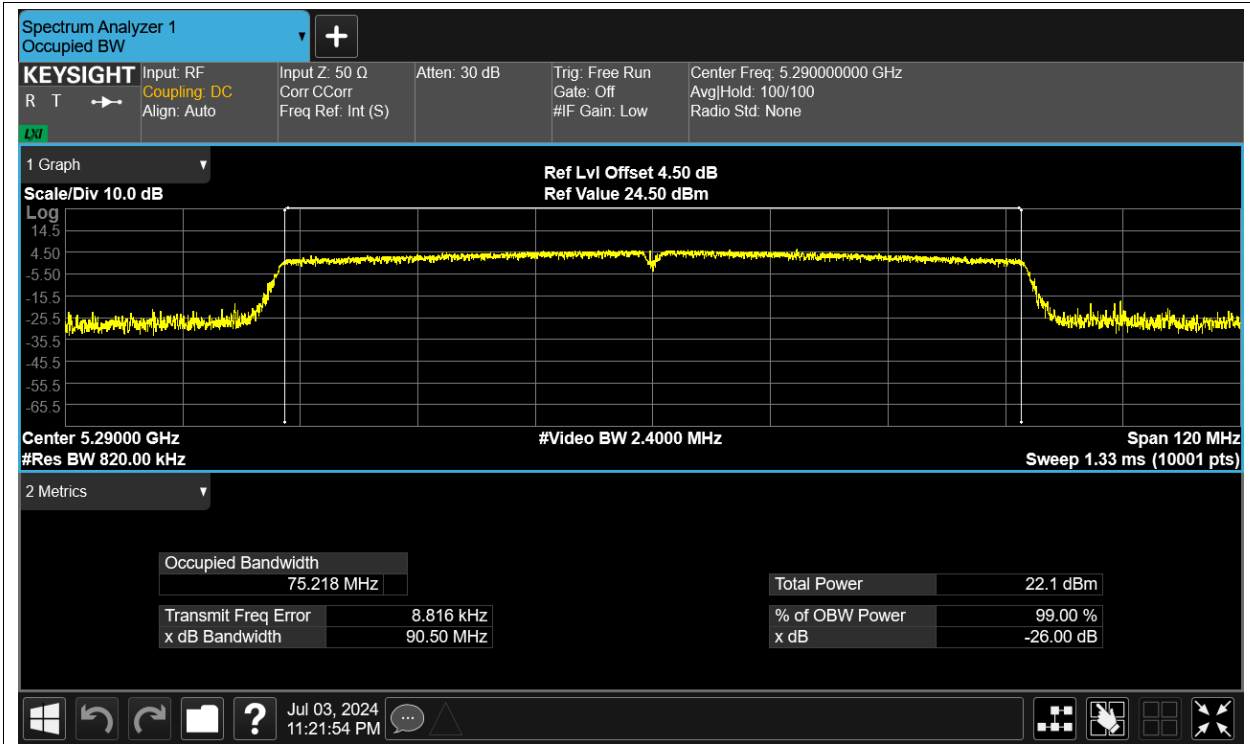 Spectrum Analyzer 1
Occupied BW
KEYSIGHT
R T
LXI
Input: RF
Coupling: DC
Align: Auto
Input Z: 50 Ω
Corr CCorr
Freq Ref: Int (S)
Atten: 30 dB
Trig: Free Run
Gate: Off
#IF Gain: Low
Center Freq: 5.290000000 GHz
Avg|Hold: 100/100
Radio Std: None
1 Graph
Scale/Div 10.0 dB
Ref Lvl Offset 4.50 dB
Ref Value 24.50 dBm
Log
14.5
4.50
-5.50
-15.5
-25.5
-35.5
-45.5
-55.5
-65.5
Center 5.29000 GHz
#Video BW 2.4000 MHz
Span 120 MHz
#Res BW 820.00 kHz
Sweep 1.33 ms (10001 pts)
2 Metrics
Occupied Bandwidth
75.218 MHz
Transmit Freq Error 8.816 kHz
x dB Bandwidth 90.50 MHz
Total Power 22.1 dBm
% of OBW Power 99.00 %
x dB -26.00 dB
?
Jul 03, 2024
11:21:54 PM